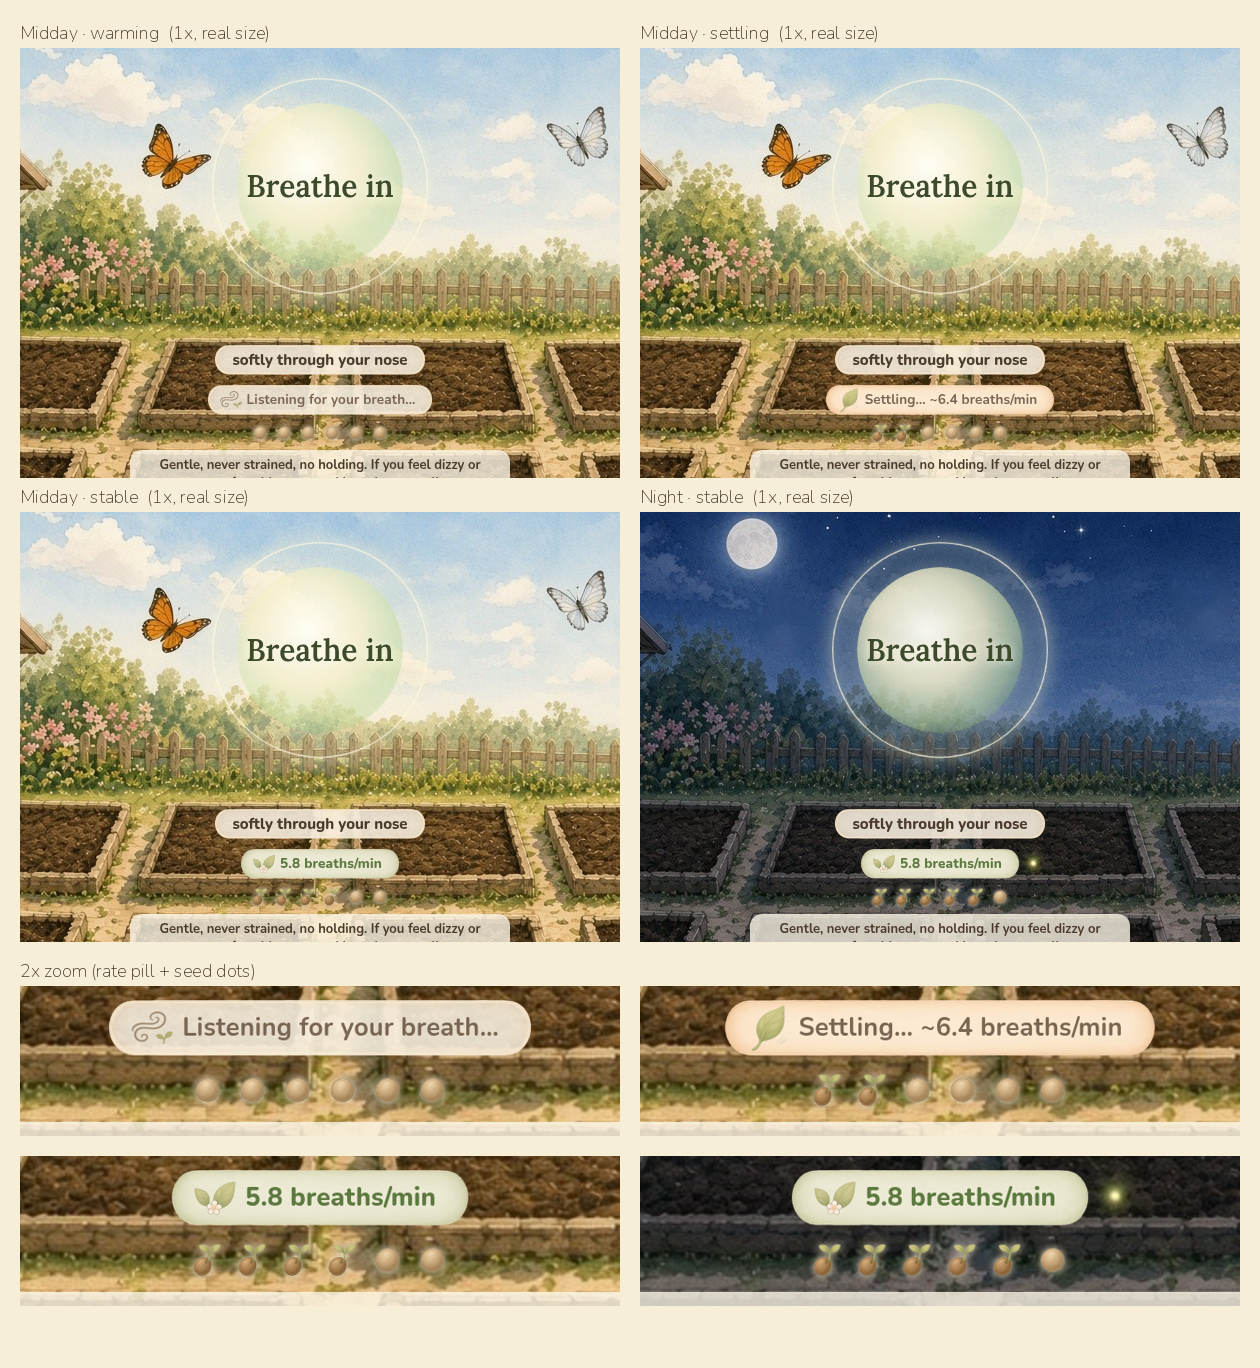 Midday · warming (1x, real size)
Midday · settling (1x, real size)
Breathe in
Breathe in
softly through your nose
softly through your nose
Listening for your breath...
Settling... ~6.4 breaths/min
Gentle, never strained, no holding. If you feel dizzy or
Gentle, never strained, no holding. If you feel dizzy or
Midday · stable (1x, real size)
Night · stable (1x, real size)
Breathe in
Breathe in
softly through your nose
softly through your nose
5.8 breaths/min
5.8 breaths/min
Gentle, never strained, no holding. If you feel dizzy or
Gentle, never strained, no holding. If you feel dizzy or
2x zoom (rate pill + seed dots)
Listening for your breath...
Settling... ~6.4 breaths/min
5.8 breaths/min
5.8 breaths/min